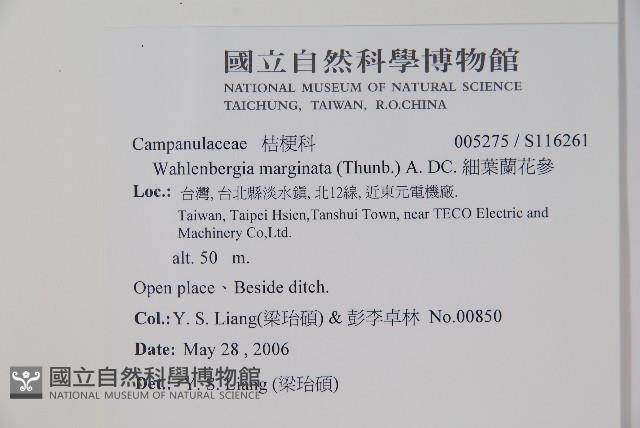 國立自然科學博物館
NATIONAL MUSEUM OF NATURAL SCIENCE
TAICHUNG, TAIWAN, R.O.CHINA
Campanulaceae 桔梗科 005275 / S116261
Wahlenbergia marginata (Thunb.) A. DC. 細葉蘭花參
Loc.: 台灣, 台北縣淡水鎮, 北12線, 近東元電機廠.
Taiwan, Taipei Hsien,Tanshui Town, near TECO Electric and
Machinery Co,Ltd.
alt. 50 m.
Open place、Beside ditch.
Col.: Y. S. Liang(梁珆碩) & 彭李卓林 No.00850
Date: May 28 , 2006
Det.: Y. S. Liang (梁珆碩)
國立自然科學博物館
NATIONAL MUSEUM OF NATURAL SCIENCE